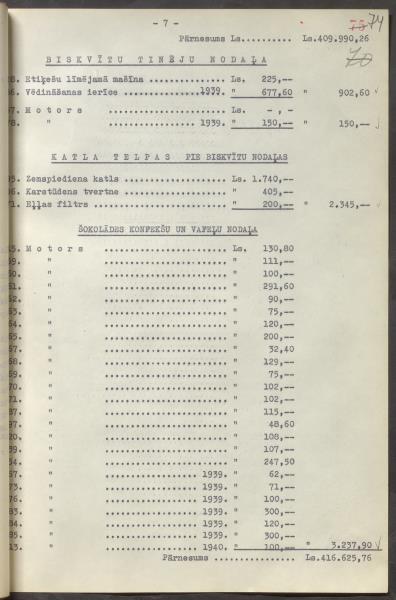 - 7 -
75 74
Pārnesums Ls.......... Ls.409.990,26
70
BISKVĪTU TINĒJU NODAĻA
Etiķešu līmējamā mašīna ............... Ls. 225,--
Vēdināšanas ierīce ............ 1939. " 677,60 " 902,60
Motors ...................... Ls. - , -
" ............... 1939. " 150,-- " 150,--
KATLA TELPAS PIE BISKVĪTU NODAĻAS
Zemspiediena katls .................... Ls. 1.740,--
Karstūdens tvertne .................... " 405,--
Eļļas filtrs .......................... " 200,-- " 2.345,--
ŠOKOLĀDES KONFEKŠU UN VAFEĻU NODAĻA
Motors ........................ Ls. 130,80
" ........................ " 111,--
" ........................ " 100,--
" ........................ " 291,60
" ........................ " 90,--
" ........................ " 75,--
" ........................ " 120,--
" ........................ " 200,--
" ........................ " 32,40
" ........................ " 129,--
" ........................ " 75,--
" ........................ " 102,--
" ........................ " 102,--
" ........................ " 115,--
" ........................ " 48,60
" ........................ " 108,--
" ........................ " 107,--
" ........................ " 247,50
" .................. 1939. " 62,--
" .................. 1939. " 71,--
" .................. 1939. " 100,--
" .................. 1939. " 300,--
" .................. 1939. " 120,--
" .................. 1939. " 300,--
" .................. 1940. " 100,-- " 3.237,90
Pārnesums ................ Ls.416.625,76